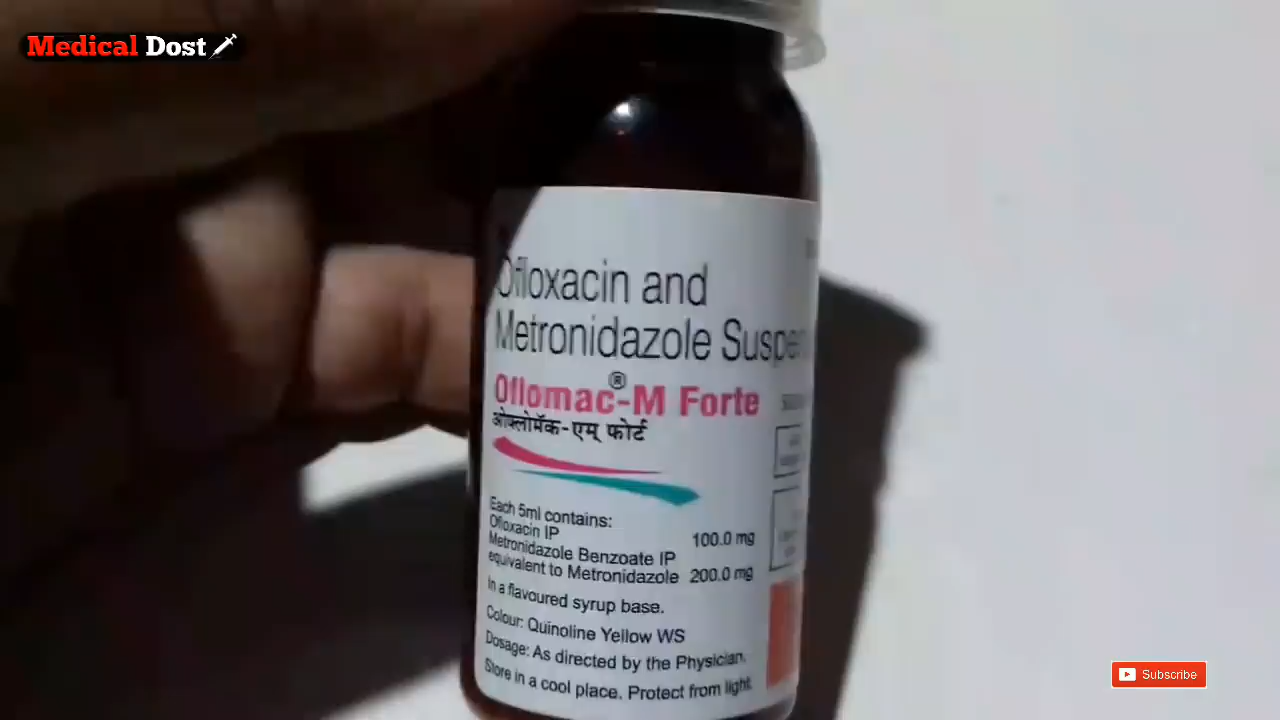 Medical Dost
Ofloxacin and
Metronidazole
Oflomac®-M Forte
ओफ्लोमॅक-एम् फोर्ट
Each 5ml contains:
Ofloxacin IP 100.0 mg
Metronidazole Benzoate IP
equivalent to Metronidazole 200.0 mg
In a flavoured syrup base.
Colour: Quinoline Yellow WS
Dosage: As directed by the Physician.
Store in a cool place. Protect from light.
Subscribe